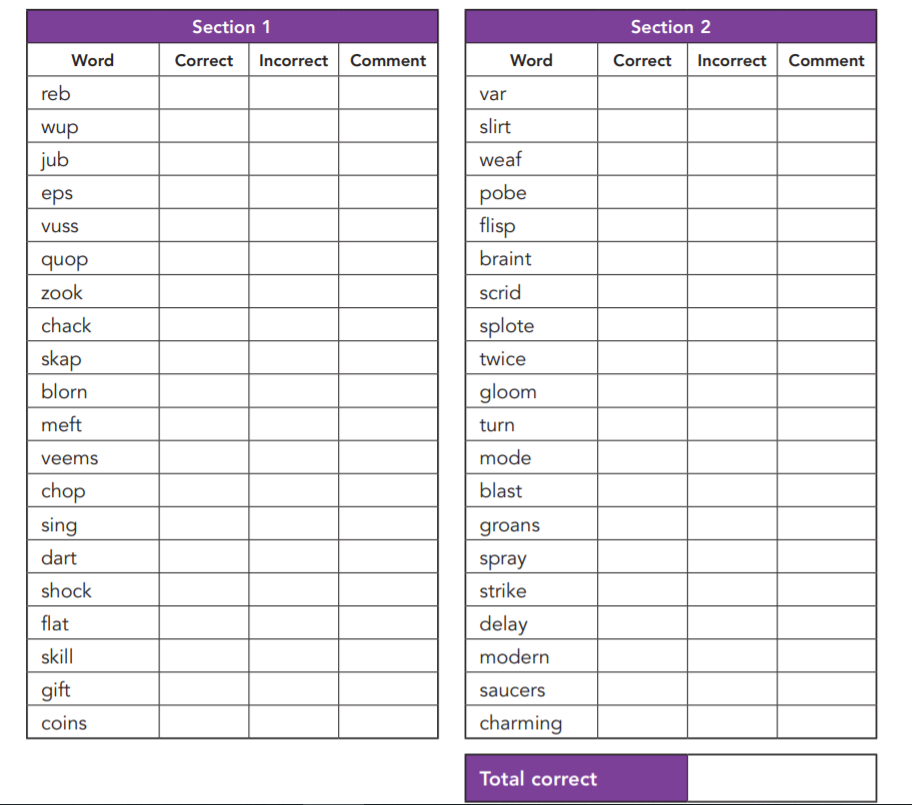 Section 1
Word Correct Incorrect Comment
reb
wup
jub
eps
vuss
quop
zook
chack
skap
blorn
meft
veems
chop
sing
dart
shock
flat
skill
gift
coins
Section 2
Word Correct Incorrect Comment
var
slirt
weaf
pobe
flisp
braint
scrid
splote
twice
gloom
turn
mode
blast
groans
spray
strike
delay
modern
saucers
charming
Total correct